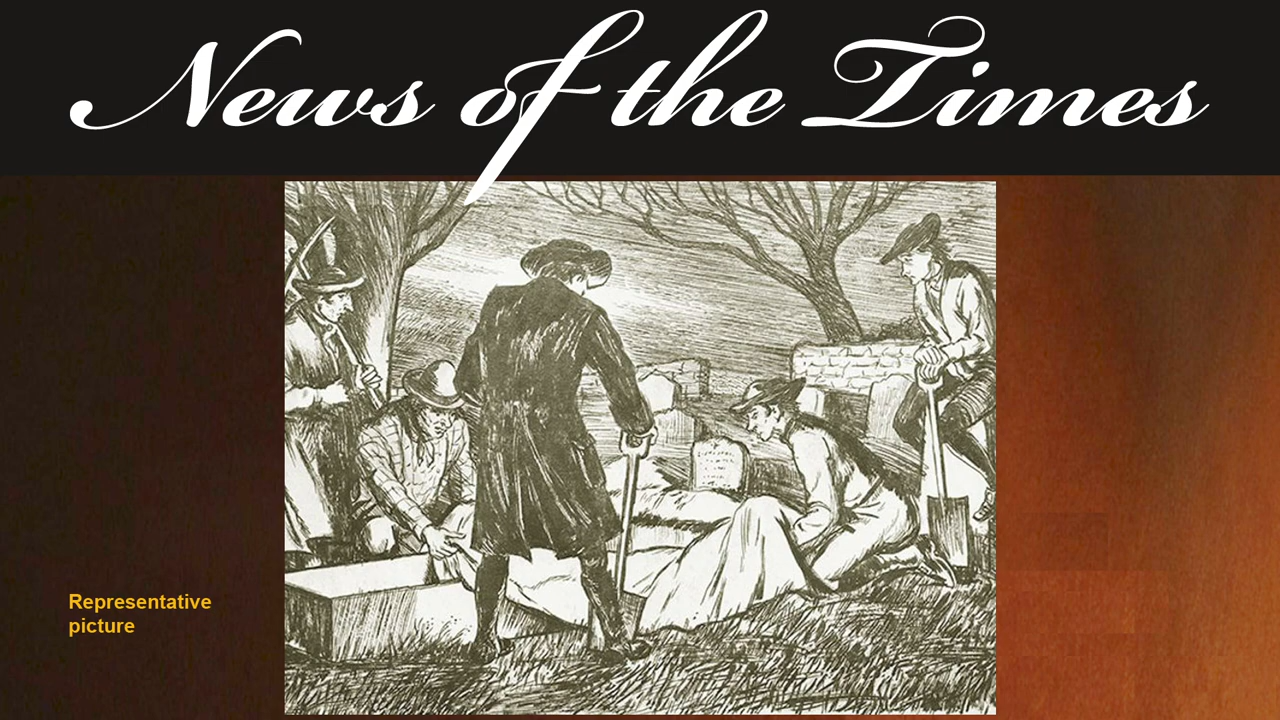 News of the Times
Representative
picture